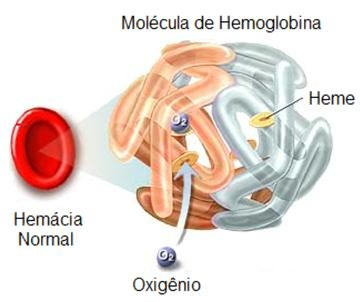 Molécula de Hemoglobina
O₂
Heme
Hemácia
Normal
O₂
Oxigênio